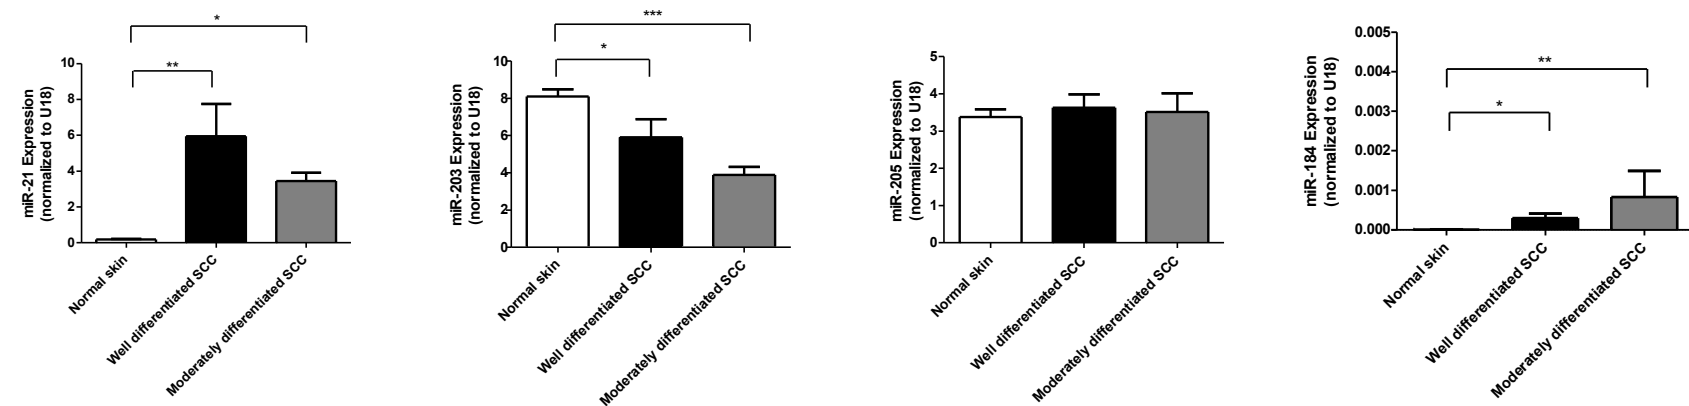 *
**
10
8
6
4
2
0
miR-21 Expression
(normalized to U18)
Normal skin
Well differentiated SCC
Moderately differentiated SCC
***
*
10
8
6
4
2
0
miR-203 Expression
(normalized to U18)
Normal skin
Well differentiated SCC
Moderately differentiated SCC
5
4
3
2
1
0
miR-205 Expression
(normalized to U18)
Normal skin
Well differentiated SCC
Moderately differentiated SCC
0.005
0.004
0.003
0.002
0.001
0.000
**
*
miR-184 Expression
(normalized to U18)
Normal skin
Well differentiated SCC
Moderately differentiated SCC